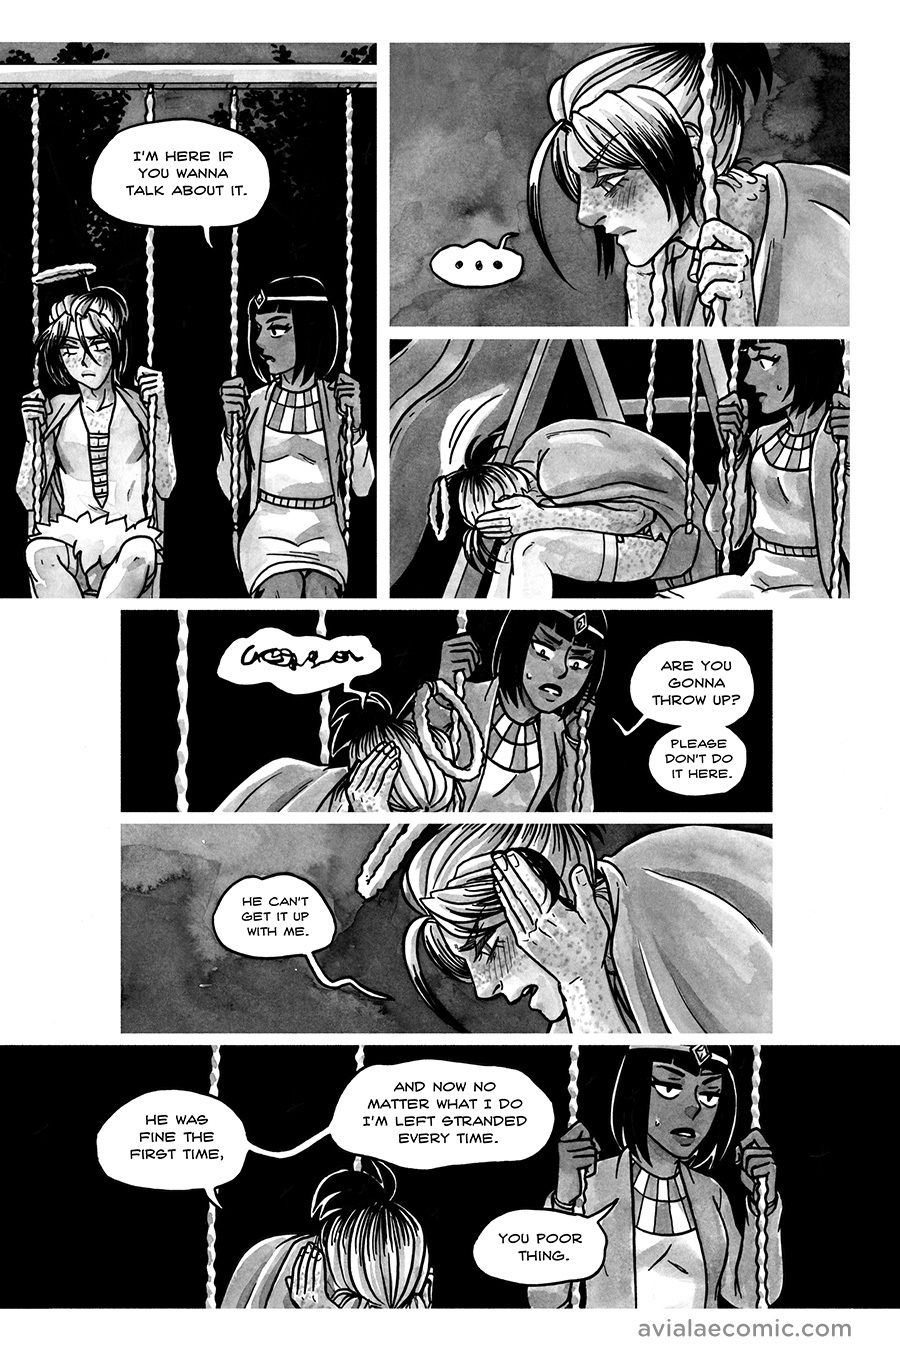 I'M HERE IF
YOU WANNA
TALK ABOUT IT.
...
ARE YOU
GONNA
THROW UP?
PLEASE
DON'T DO
IT HERE.
HE CAN'T
GET IT UP
WITH ME.
HE WAS
FINE THE
FIRST TIME,
AND NOW NO
MATTER WHAT I DO
I'M LEFT STRANDED
EVERY TIME.
YOU POOR
THING.
avialaecomic.com